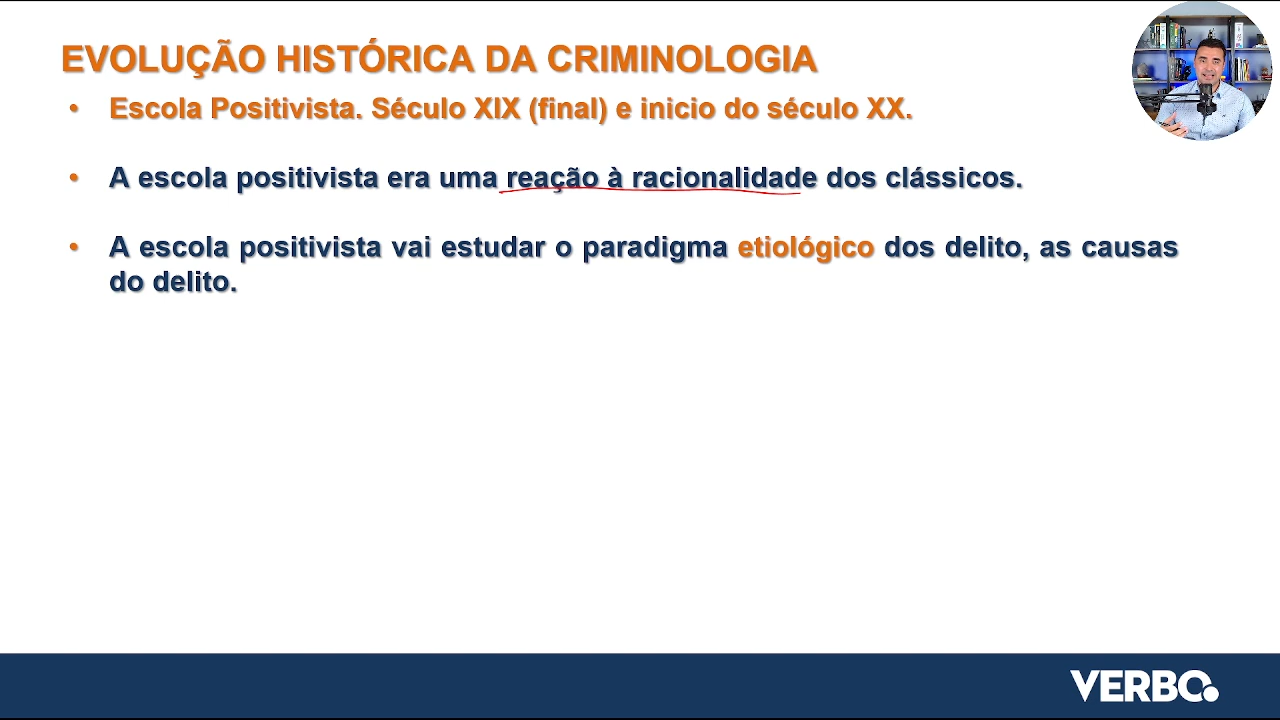 EVOLUÇÃO HISTÓRICA DA CRIMINOLOGIA
• Escola Positivista. Século XIX (final) e inicio do século XX.
• A escola positivista era uma reação à racionalidade dos clássicos.
• A escola positivista vai estudar o paradigma etiológico dos delito, as causas
do delito.
VERBO